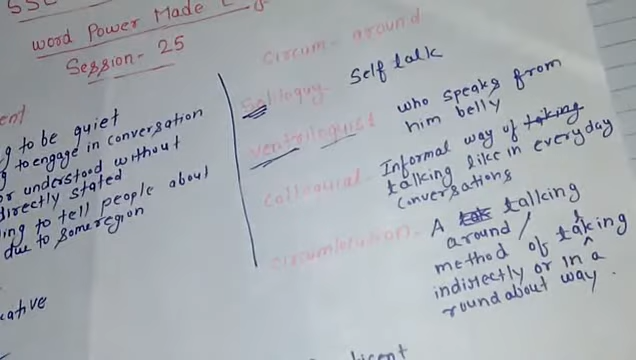 SSC
Word Power Made
Session - 25
ent
g to be quiet
g to engage in conversation
or understood without
directly stated
ing to tell people about
due to some region
cative
circum - around
Soliloquy - Self talk
ventriloquist - who speaks from
him belly
colloquial - Informal way of
talking like in everyday
conversations
circumlocution - A talking
around /
method of talking
indirectly or in a
round about way.
licent